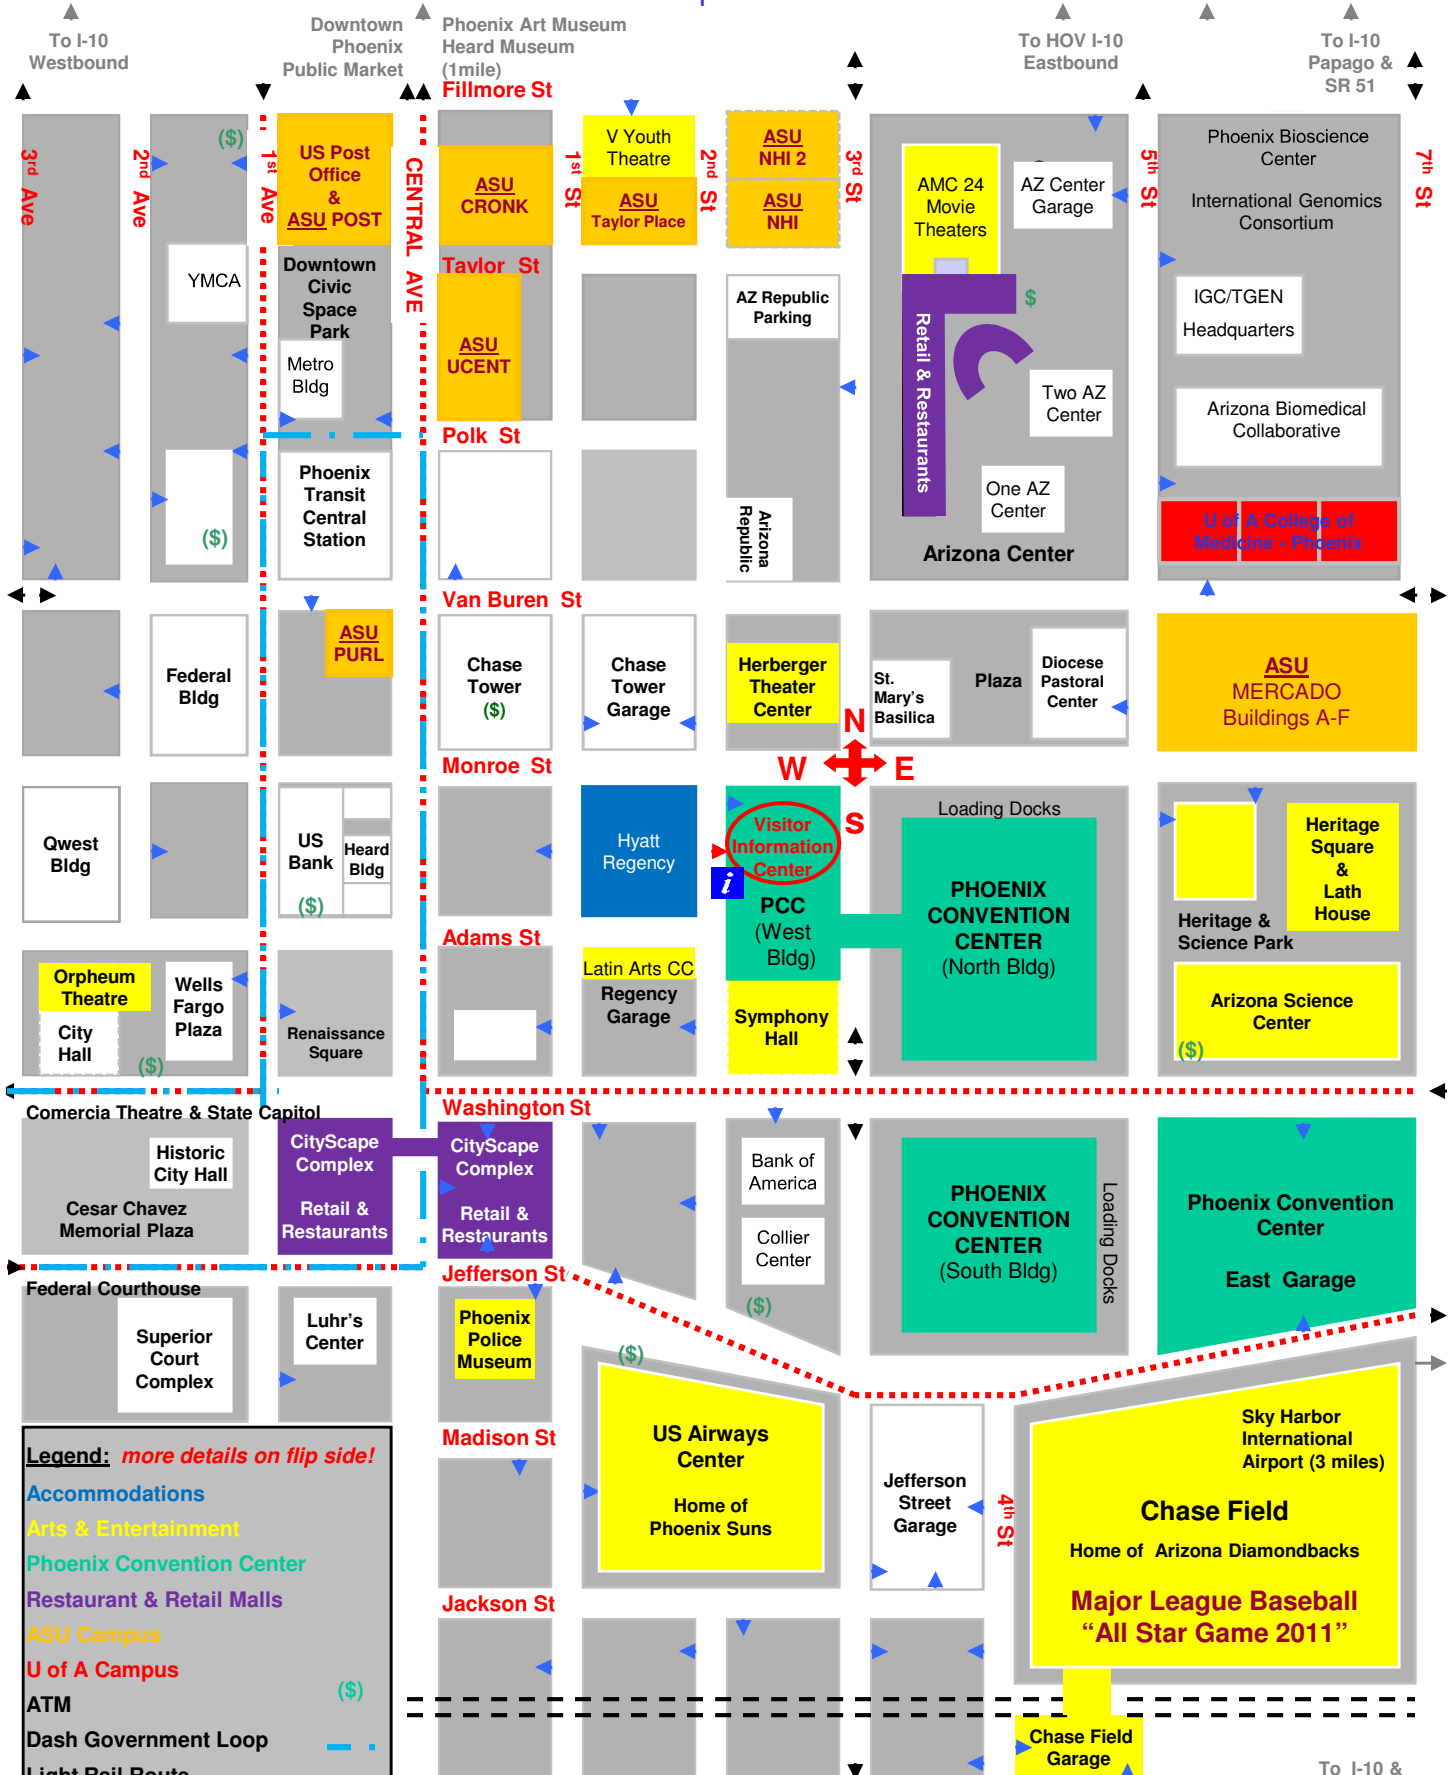 To I-10
Westbound
Downtown
Phoenix
Public Market
Phoenix Art Museum
Heard Museum
(1mile)
To HOV I-10
Eastbound
To I-10
Papago &
SR 51
Fillmore St
3rd Ave
2nd Ave
1st Ave
CENTRAL AVE
1st St
2nd St
3rd St
5th St
7th St
($)
US Post
Office
&
ASU POST
ASU
CRONK
V Youth
Theatre
ASU
Taylor Place
ASU
NHI 2
ASU
NHI
AMC 24
Movie
Theaters
AZ Center
Garage
Phoenix Bioscience
Center
International Genomics
Consortium
YMCA
Downtown
Civic
Space
Park
Metro
Bldg
Taylor St
ASU
UCENT
AZ Republic
Parking
$
Retail & Restaurants
IGC/TGEN
Headquarters
Two AZ
Center
Arizona Biomedical
Collaborative
Polk St
Phoenix
Transit
Central
Station
($)
Arizona
Republic
One AZ
Center
Arizona Center
U of A College of
Medicine - Phoenix
Van Buren St
Federal
Bldg
ASU
PURL
Chase
Tower
($)
Chase
Tower
Garage
Herberger
Theater
Center
St.
Mary's
Basilica
Plaza
Diocese
Pastoral
Center
ASU
MERCADO
Buildings A-F
N
W
E
S
Monroe St
Qwest
Bldg
US
Bank
Heard
Bldg
($)
Hyatt
Regency
Visitor
Information
Center
i
PCC
(West
Bldg)
Loading Docks
PHOENIX
CONVENTION
CENTER
(North Bldg)
Heritage
Square
&
Lath
House
Heritage &
Science Park
Adams St
Orpheum
Theatre
City
Hall
Wells
Fargo
Plaza
($)
Renaissance
Square
Latin Arts CC
Regency
Garage
Symphony
Hall
Arizona Science
Center
($)
Washington St
Comercia Theatre & State Capitol
Historic
City Hall
Cesar Chavez
Memorial Plaza
CityScape
Complex
Retail &
Restaurants
CityScape
Complex
Retail &
Restaurants
Bank of
America
Collier
Center
($)
PHOENIX
CONVENTION
CENTER
(South Bldg)
Loading Docks
Phoenix Convention
Center
East Garage
Jefferson St
Federal Courthouse
Superior
Court
Complex
Luhr's
Center
Phoenix
Police
Museum
($)
US Airways
Center
Home of
Phoenix Suns
Jefferson
Street
Garage
4th St
Sky Harbor
International
Airport (3 miles)
Chase Field
Home of Arizona Diamondbacks
Major League Baseball
“All Star Game 2011”
Madison St
Jackson St
Chase Field
Garage
To I-10 &
Legend: more details on flip side!
Accommodations
Arts & Entertainment
Phoenix Convention Center
Restaurant & Retail Malls
ASU Campus
U of A Campus
ATM ($)
Dash Government Loop
Light Rail Route